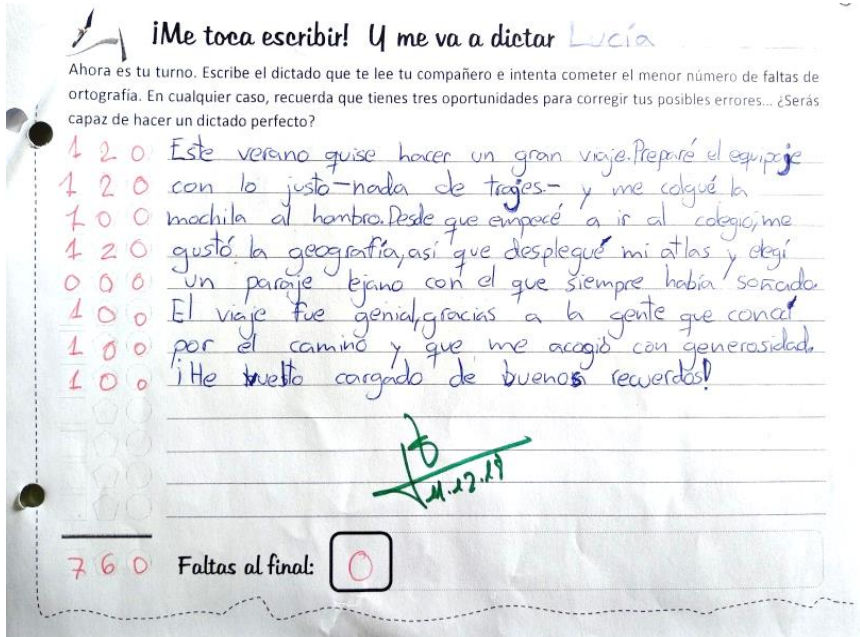 ¡Me toca escribir! Y me va a dictar Lucía
Ahora es tu turno. Escribe el dictado que te lee tu compañero e intenta cometer el menor número de faltas de
ortografía. En cualquier caso, recuerda que tienes tres oportunidades para corregir tus posibles errores... ¿Serás
capaz de hacer un dictado perfecto?
1 2 0 Este verano quise hacer un gran viaje. Preparé el equipaje
1 2 0 con lo justo -nada de trajes- y me colgué la
1 0 0 mochila al hombro. Desde que empecé a ir al colegio, me
1 2 0 gustó la geografía, así que desplegué mi atlas y elegí
0 0 0 un paraje lejano con el que siempre había soñado.
1 0 0 El viaje fue genial, gracias a la gente que conocí
1 0 0 por el camino y que me acogió con generosidad.
1 0 0 ¡He vuelto cargado de buenos recuerdos!
11.12.19
7 6 0 Faltas al final: 0